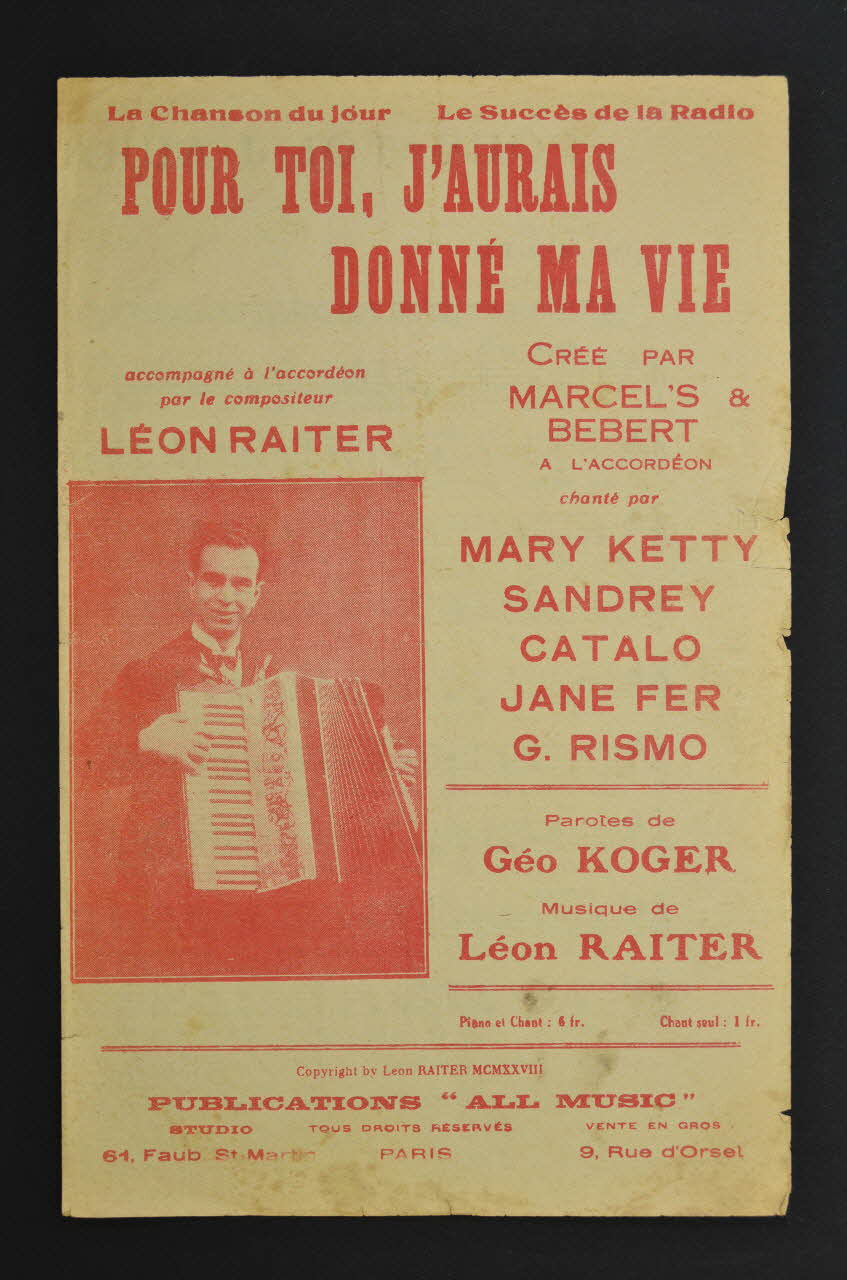 La Chanson du jour Le Succès de la Radio
POUR TOI, J'AURAIS
DONNÉ MA VIE
accompagné à l'accordéon
par le compositeur
LÉON RAITER
CRÉÉ PAR
MARCEL'S &
BEBERT
A L'ACCORDÉON
chanté par
MARY KETTY
SANDREY
CATALO
JANE FER
G. RISMO
Paroles de
Géo KOGER
Musique de
Léon RAITER
Piano et Chant : 6 fr. Chant seul : 1 fr.
Copyright by Leon RAITER MCMXXVIII
PUBLICATIONS “ ALL MUSIC ”
STUDIO TOUS DROITS RÉSERVÉS VENTE EN GROS
61, Faub St-Martin PARIS 9, Rue d'Orsel